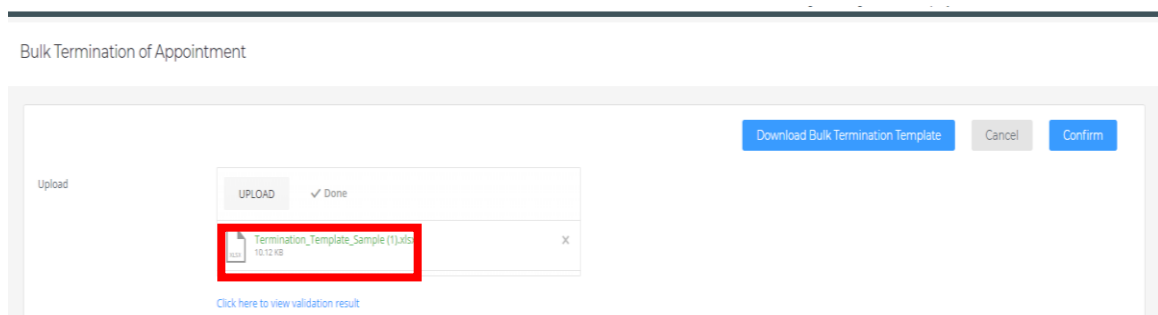 Bulk Termination of Appointment
Download Bulk Termination Template Cancel Confirm
Upload
UPLOAD ✓ Done
Termination_Template_Sample (1).xlsx X
XLSX 10.12 KB
Click here to view validation result